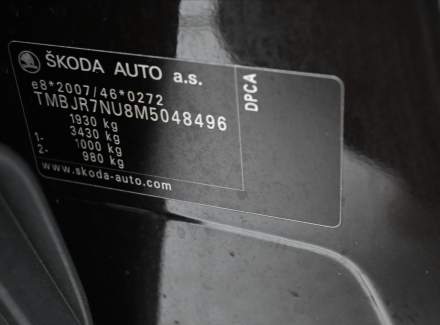 ŠKODA AUTO a.s.
e8*2007/46*0272
TMBJR7NU8M5048496
1930 kg
3430 kg
1- 1000 kg
2- 980 kg
www.skoda-auto.com
DPCA